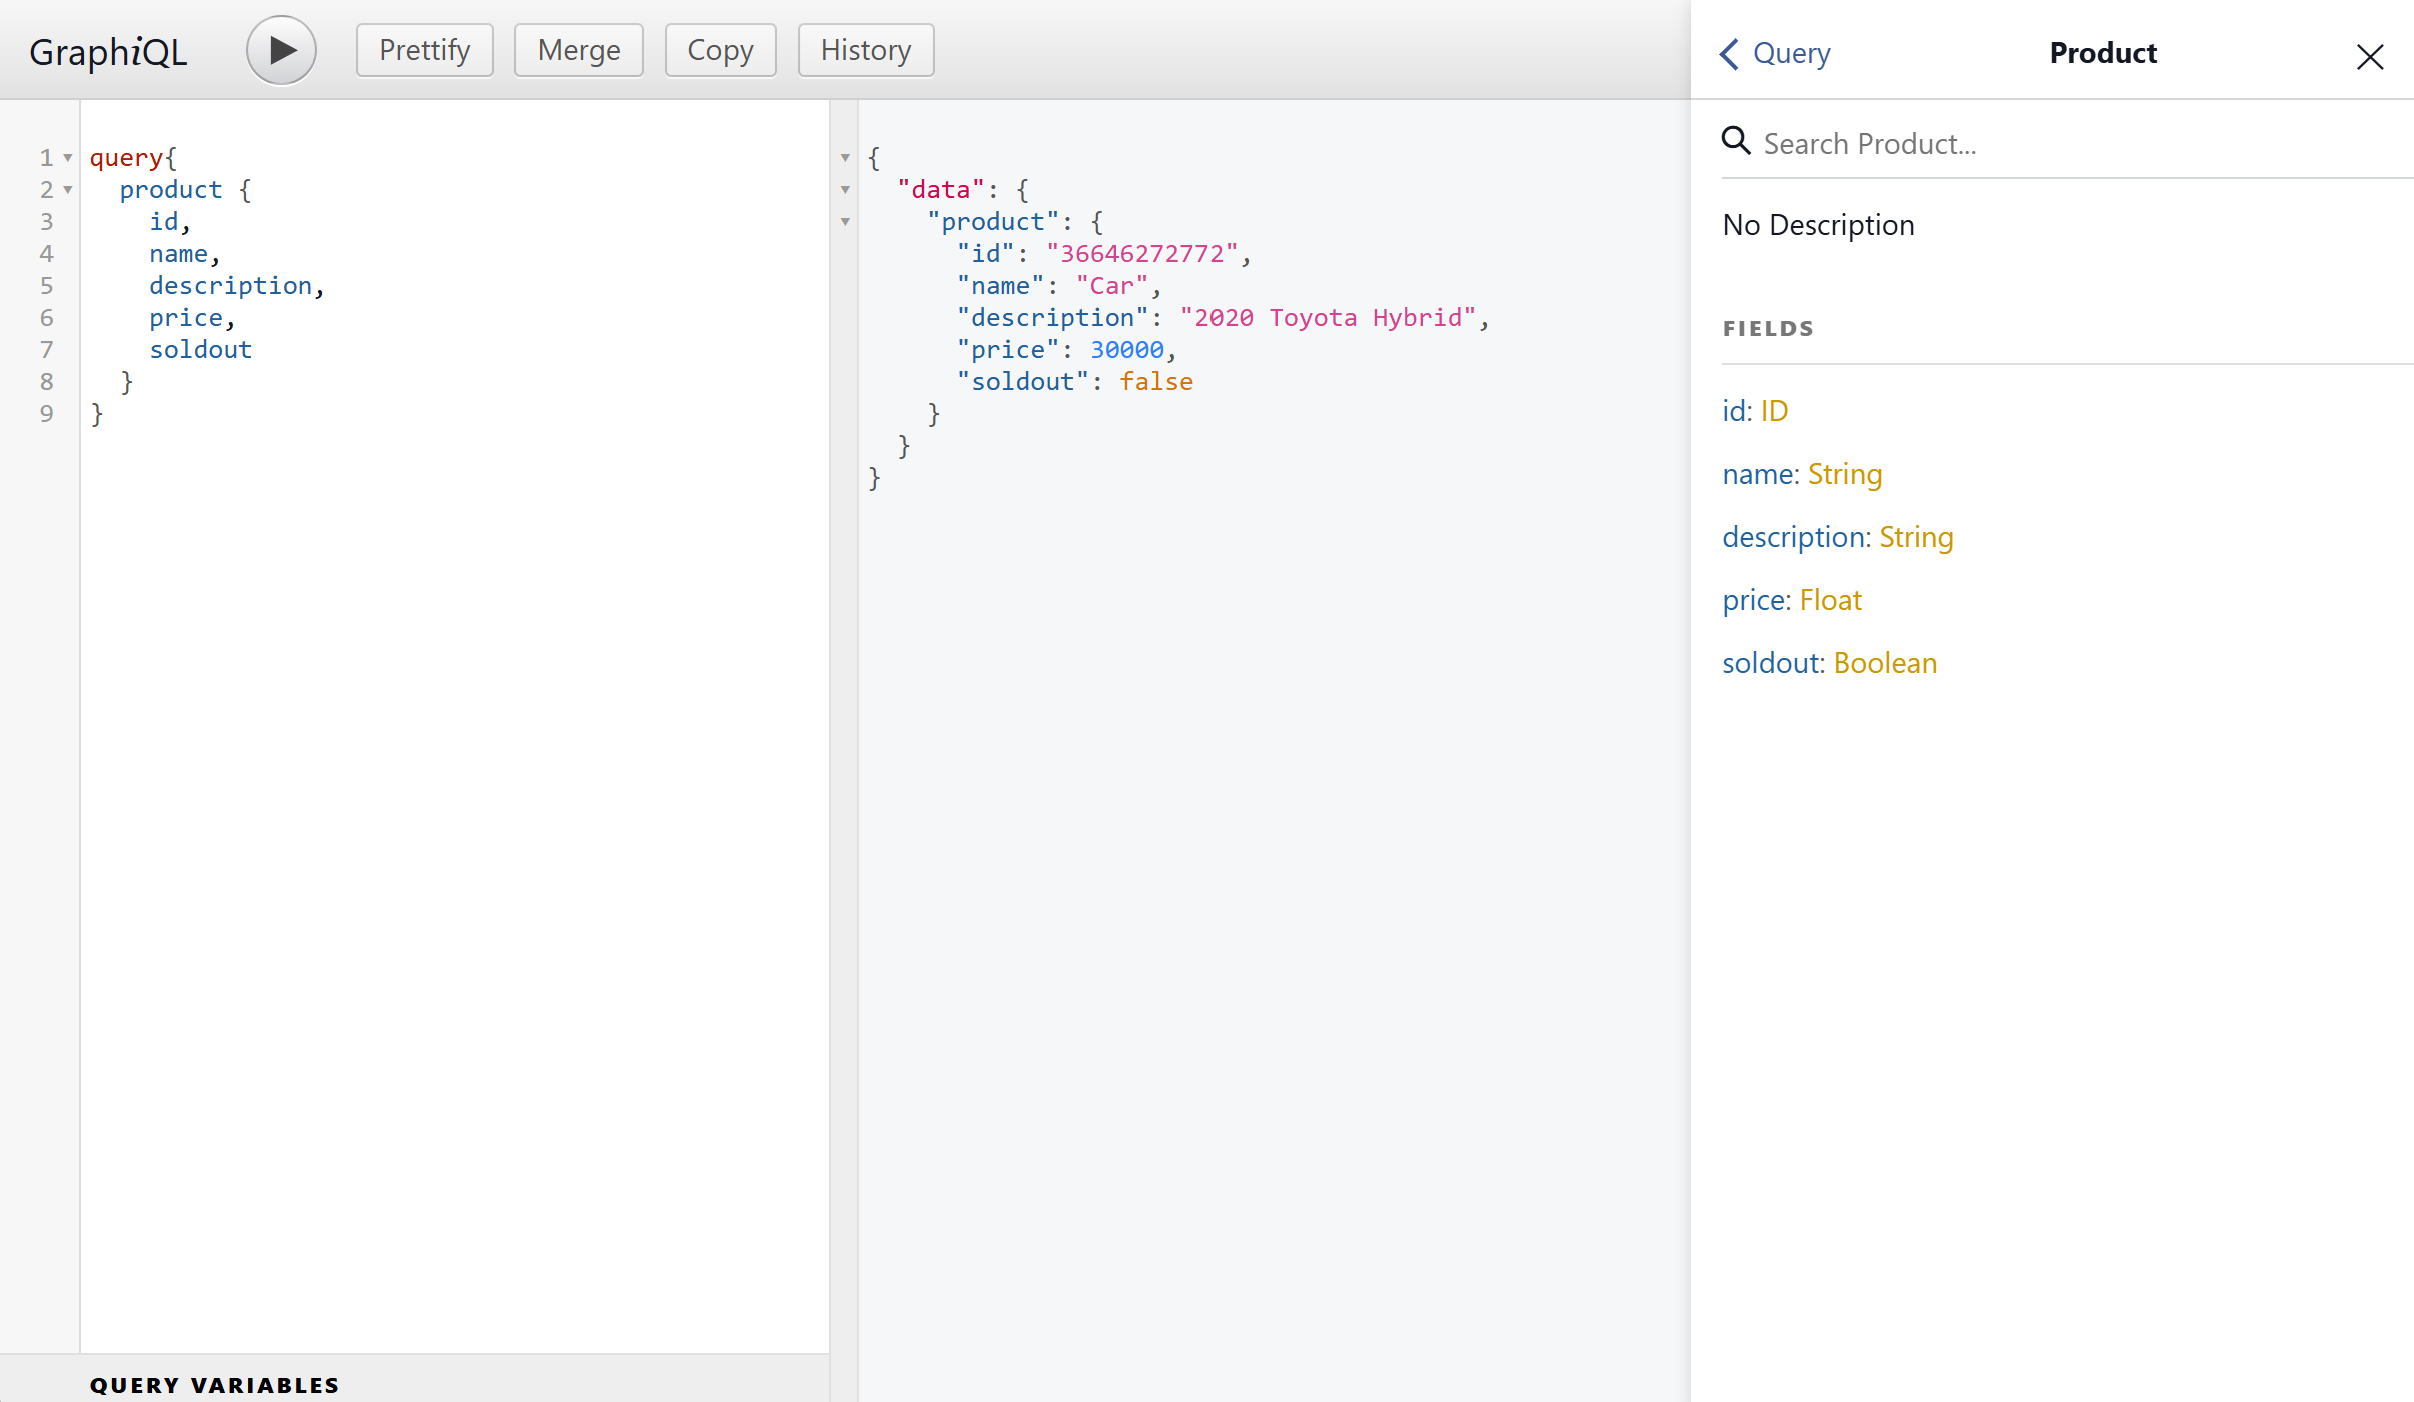 GraphiQL
Prettify
Merge
Copy
History
Query
Product
1 query{
2   product {
3     id,
4     name,
5     description,
6     price,
7     soldout
8   }
9 }
QUERY VARIABLES
{
  "data": {
    "product": {
      "id": "36646272772",
      "name": "Car",
      "description": "2020 Toyota Hybrid",
      "price": 30000,
      "soldout": false
    }
  }
}
Search Product...
No Description
FIELDS
id: ID
name: String
description: String
price: Float
soldout: Boolean